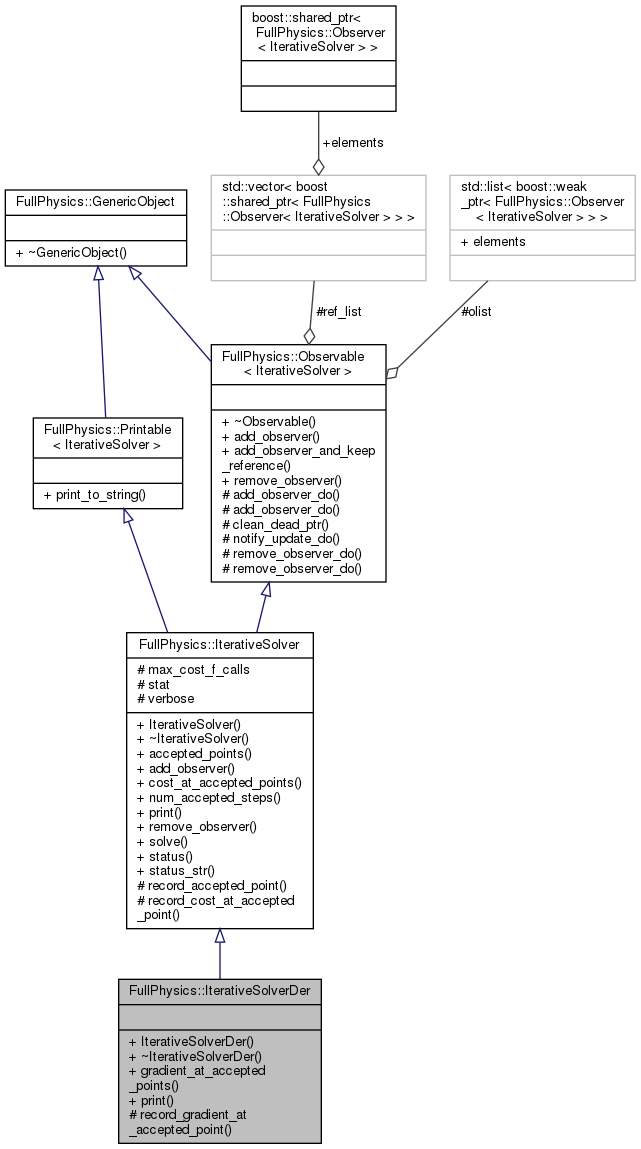 boost::shared_ptr<
FullPhysics::Observer
< IterativeSolver > >
+elements
FullPhysics::GenericObject
+ ~GenericObject()
std::vector< boost
::shared_ptr< FullPhysics
::Observer< IterativeSolver > > >
std::list< boost::weak
_ptr< FullPhysics::Observer
< IterativeSolver > > >
+ elements
#ref_list
#olist
FullPhysics::Observable
< IterativeSolver >
+ ~Observable()
+ add_observer()
+ add_observer_and_keep
_reference()
+ remove_observer()
# add_observer_do()
# add_observer_do()
# clean_dead_ptr()
# notify_update_do()
# remove_observer_do()
# remove_observer_do()
FullPhysics::Printable
< IterativeSolver >
+ print_to_string()
FullPhysics::IterativeSolver
# max_cost_f_calls
# stat
# verbose
+ IterativeSolver()
+ ~IterativeSolver()
+ accepted_points()
+ add_observer()
+ cost_at_accepted_points()
+ num_accepted_steps()
+ print()
+ remove_observer()
+ solve()
+ status()
+ status_str()
# record_accepted_point()
# record_cost_at_accepted
_point()
FullPhysics::IterativeSolverDer
+ IterativeSolverDer()
+ ~IterativeSolverDer()
+ gradient_at_accepted
_points()
+ print()
# record_gradient_at
_accepted_point()